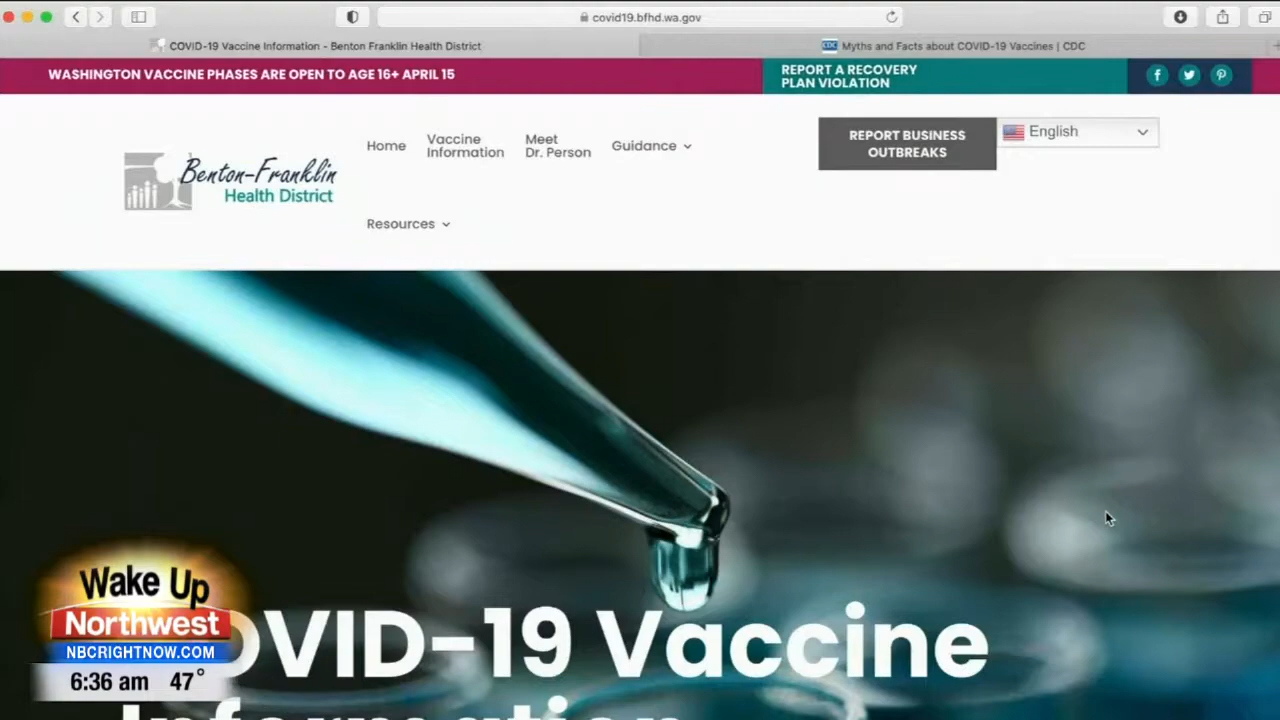 covid19.bfhd.wa.gov
COVID-19 Vaccine Information - Benton Franklin Health District
CDC Myths and Facts about COVID-19 Vaccines | CDC
WASHINGTON VACCINE PHASES ARE OPEN TO AGE 16+ APRIL 15
REPORT A RECOVERY
PLAN VIOLATION
Home
Vaccine
Information
Meet
Dr. Person
Guidance
REPORT BUSINESS
OUTBREAKS
English
Benton-Franklin
Health District
Resources
OVID-19 Vaccine
Information
Wake Up
Northwest
NBCRIGHTNOW.COM
6:36 am 47°